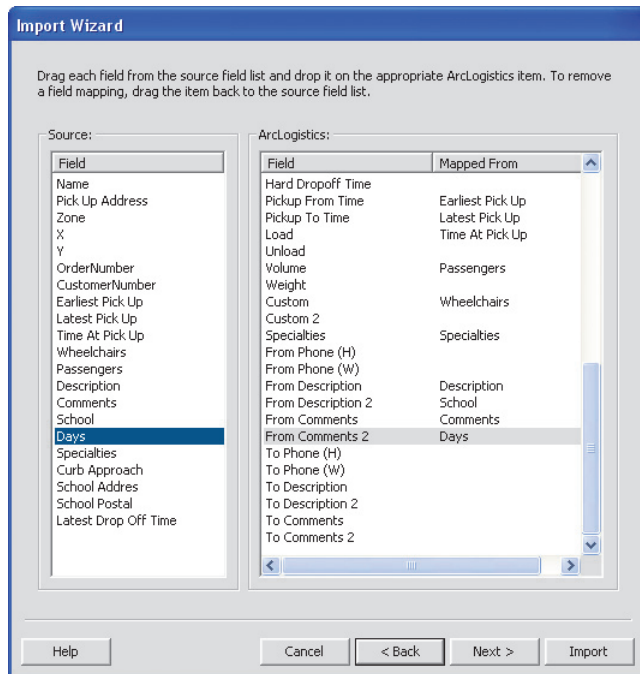 Import Wizard
Drag each field from the source field list and drop it on the appropriate ArcLogistics item. To remove
a field mapping, drag the item back to the source field list.
Source:
Field
Name
Pick Up Address
Zone
X
Y
OrderNumber
CustomerNumber
Earliest Pick Up
Latest Pick Up
Time At Pick Up
Wheelchairs
Passengers
Description
Comments
School
Days
Specialties
Curb Approach
School Addres
School Postal
Latest Drop Off Time
ArcLogistics:
Field Mapped From
Hard Dropoff Time
Pickup From Time Earliest Pick Up
Pickup To Time Latest Pick Up
Load Time At Pick Up
Unload
Volume Passengers
Weight
Custom Wheelchairs
Custom 2
Specialties Specialties
From Phone (H)
From Phone (W)
From Description Description
From Description 2 School
From Comments Comments
From Comments 2 Days
To Phone (H)
To Phone (W)
To Description
To Description 2
To Comments
To Comments 2
Help Cancel < Back Next > Import